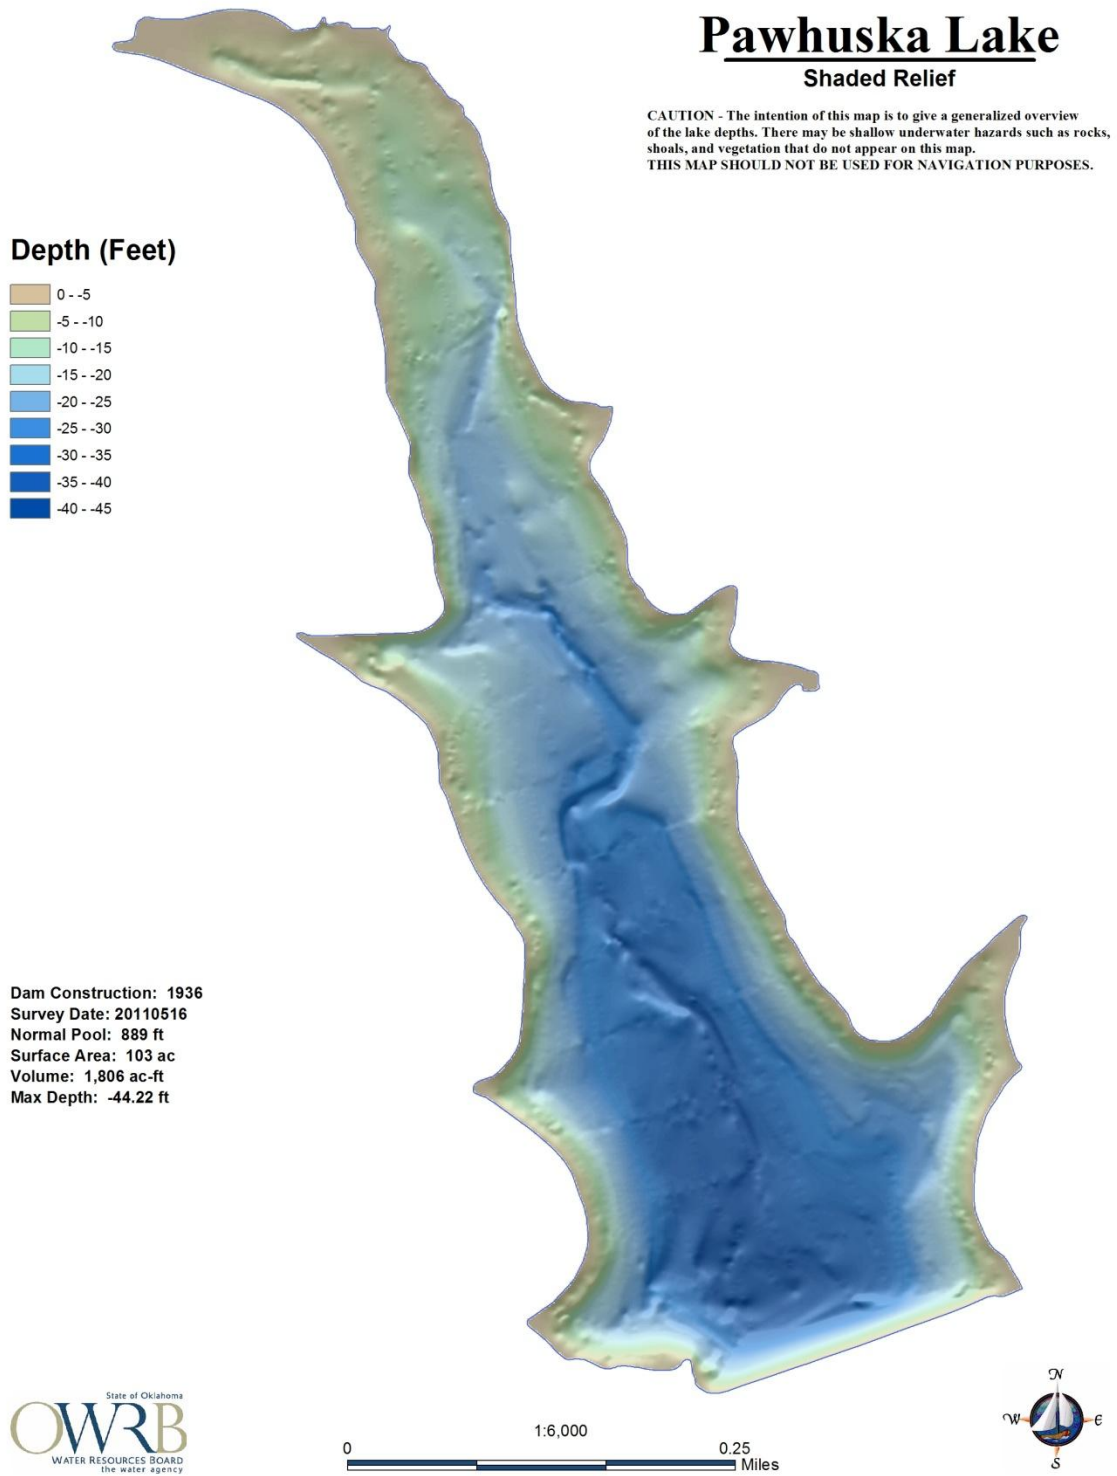 Pawhuska Lake
Shaded Relief
CAUTION - The intention of this map is to give a generalized overview
of the lake depths. There may be shallow underwater hazards such as rocks,
shoals, and vegetation that do not appear on this map.
THIS MAP SHOULD NOT BE USED FOR NAVIGATION PURPOSES.
Depth (Feet)
0 - -5
-5 - -10
-10 - -15
-15 - -20
-20 - -25
-25 - -30
-30 - -35
-35 - -40
-40 - -45
Dam Construction: 1936
Survey Date: 20110516
Normal Pool: 889 ft
Surface Area: 103 ac
Volume: 1,806 ac-ft
Max Depth: -44.22 ft
State of Oklahoma
OWRB
WATER RESOURCES BOARD
the water agency
1:6,000
0 0.25
Miles
N
W E
S